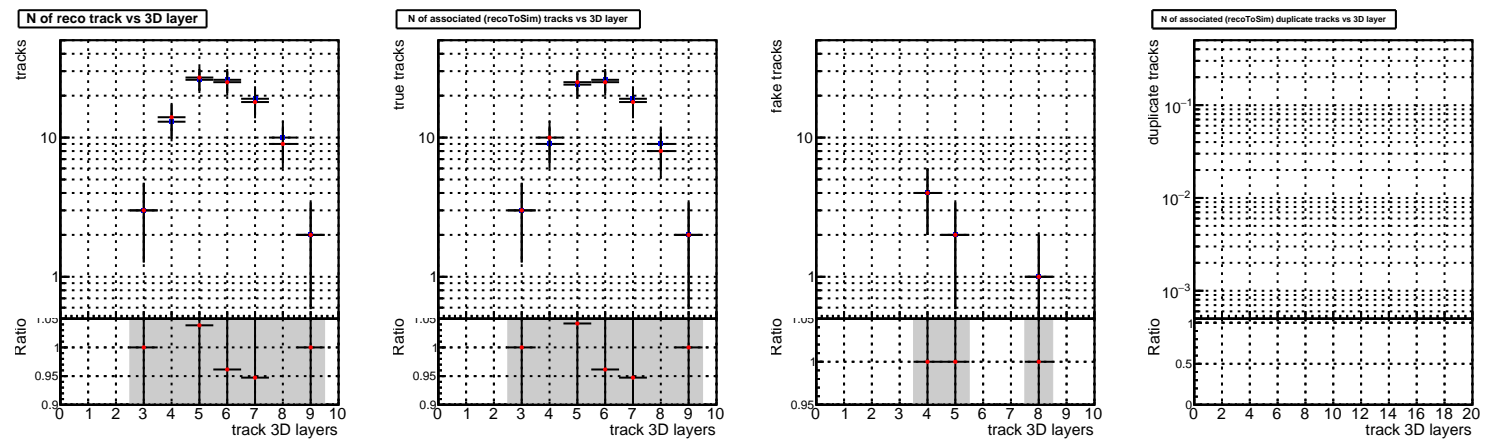 N of reco track vs 3D layer
tracks
10
1
Ratio
1.05
1
0.95
0.9
0 1 2 3 4 5 6 7 8 9 10
track 3D layers
N of associated (recoToSim) tracks vs 3D layer
true tracks
10
1
Ratio
1.05
1
0.95
0.9
0 1 2 3 4 5 6 7 8 9 10
track 3D layers
fake tracks
10
1
Ratio
1.05
1
0.95
0 1 2 3 4 5 6 7 8 9 10
track 3D layers
N of associated (recoToSim) duplicate tracks vs 3D layer
duplicate tracks
10⁻¹
10⁻²
10⁻³
Ratio
1
0.5
0
0 2 4 6 8 10 12 14 16 18 20
track 3D layers